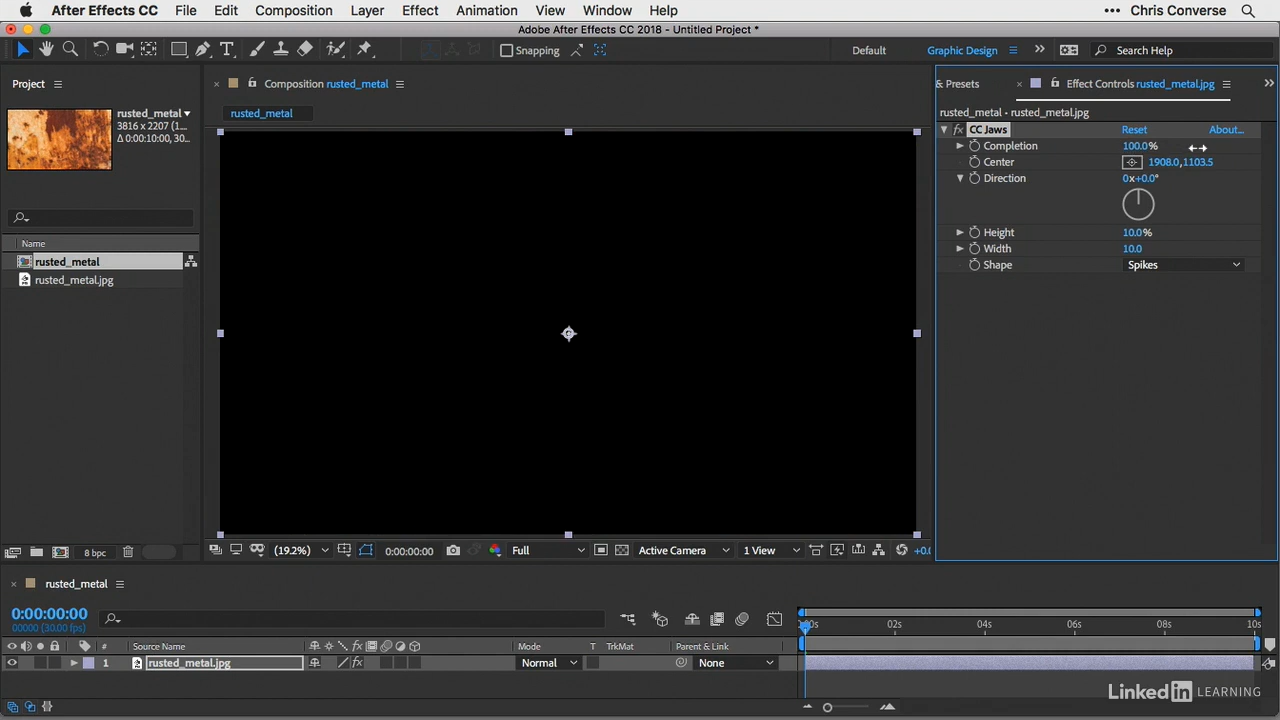 After Effects CC File Edit Composition Layer Effect Animation View Window Help ••• Chris Converse
Adobe After Effects CC 2018 - Untitled Project *
Snapping Default Graphic Design Search Help
Project
rusted_metal
3816 x 2207 (1...
Δ 0:00:10:00, 30...
Name
rusted_metal
rusted_metal.jpg
8 bpc
Composition rusted_metal
rusted_metal
(19.2%) 0:00:00:00 Full Active Camera 1 View +0.0
& Presets Effect Controls rusted_metal.jpg
rusted_metal • rusted_metal.jpg
fx CC Jaws Reset About...
Completion 100.0%
Center 1908.0,1103.5
Direction 0x+0.0°
Height 10.0%
Width 10.0
Shape Spikes
rusted_metal
0:00:00:00
00000 (30.00 fps)
02s 04s 06s 08s 10s
# Source Name fx Mode T TrkMat Parent & Link
1 rusted_metal.jpg fx Normal None
Linked in LEARNING